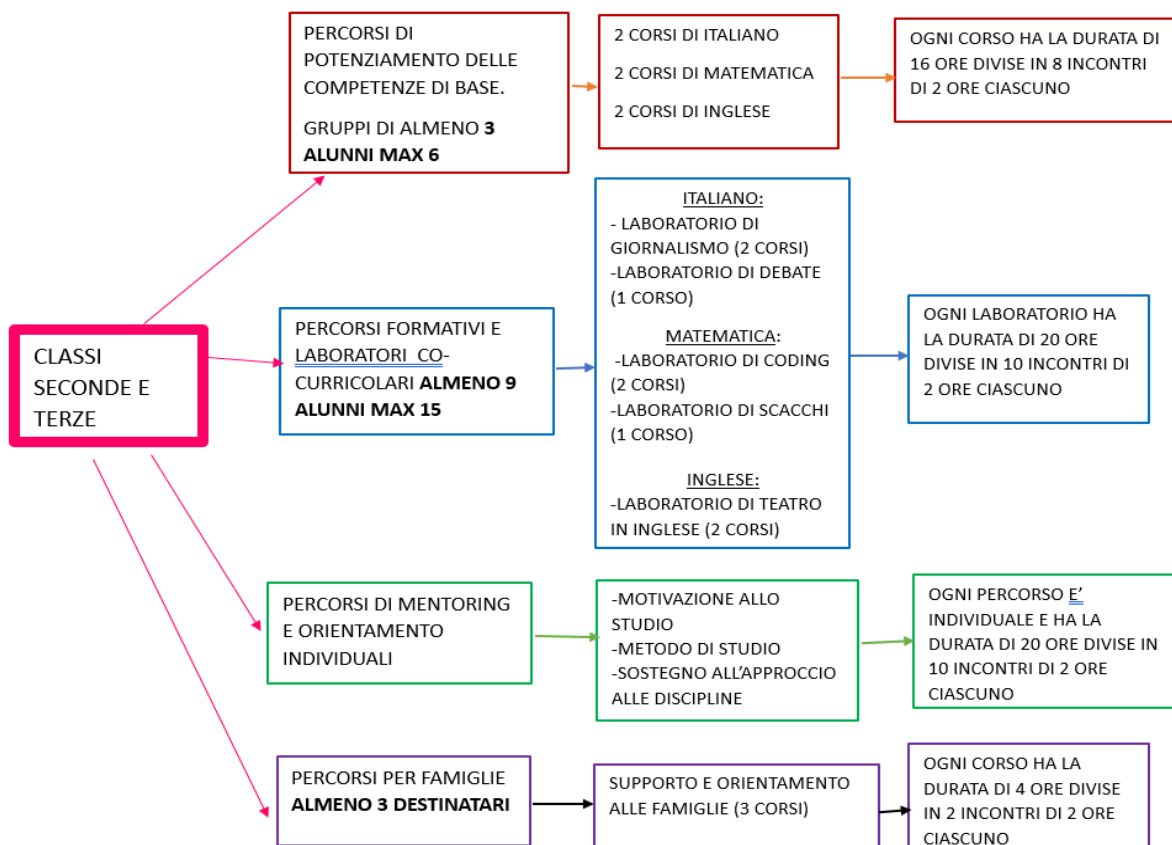 CLASSI
SECONDE E
TERZE
PERCORSI DI
POTENZIAMENTO DELLE
COMPETENZE DI BASE.
GRUPPI DI ALMENO 3
ALUNNI MAX 6
2 CORSI DI ITALIANO
2 CORSI DI MATEMATICA
2 CORSI DI INGLESE
OGNI CORSO HA LA DURATA DI
16 ORE DIVISE IN 8 INCONTRI
DI 2 ORE CIASCUNO
PERCORSI FORMATIVI E
LABORATORI CO-
CURRICOLARI ALMENO 9
ALUNNI MAX 15
ITALIANO:
- LABORATORIO DI
GIORNALISMO (2 CORSI)
-LABORATORIO DI DEBATE
(1 CORSO)
MATEMATICA:
-LABORATORIO DI CODING
(2 CORSI)
-LABORATORIO DI SCACCHI
(1 CORSO)
INGLESE:
-LABORATORIO DI TEATRO
IN INGLESE (2 CORSI)
OGNI LABORATORIO HA
LA DURATA DI 20 ORE
DIVISE IN 10 INCONTRI DI
2 ORE CIASCUNO
PERCORSI DI MENTORING
E ORIENTAMENTO
INDIVIDUALI
-MOTIVAZIONE ALLO
STUDIO
-METODO DI STUDIO
-SOSTEGNO ALL'APPROCCIO
ALLE DISCIPLINE
OGNI PERCORSO E'
INDIVIDUALE E HA LA
DURATA DI 20 ORE DIVISE IN
10 INCONTRI DI 2 ORE
CIASCUNO
PERCORSI PER FAMIGLIE
ALMENO 3 DESTINATARI
SUPPORTO E ORIENTAMENTO
ALLE FAMIGLIE (3 CORSI)
OGNI CORSO HA LA
DURATA DI 4 ORE DIVISE
IN 2 INCONTRI DI 2 ORE
CIASCUNO